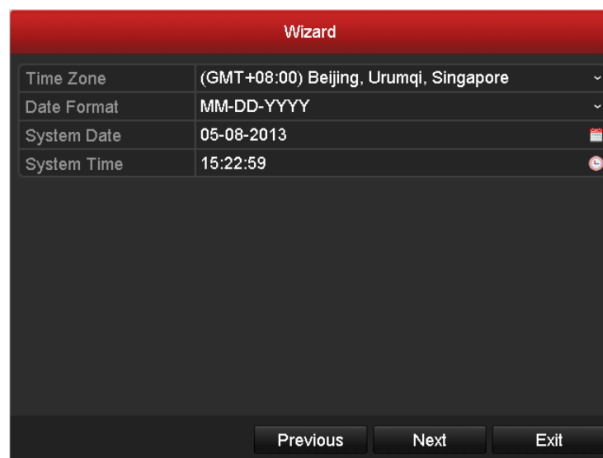 Wizard
Time Zone (GMT+08:00) Beijing, Urumqi, Singapore
Date Format MM-DD-YYYY
System Date 05-08-2013
System Time 15:22:59
Previous Next Exit